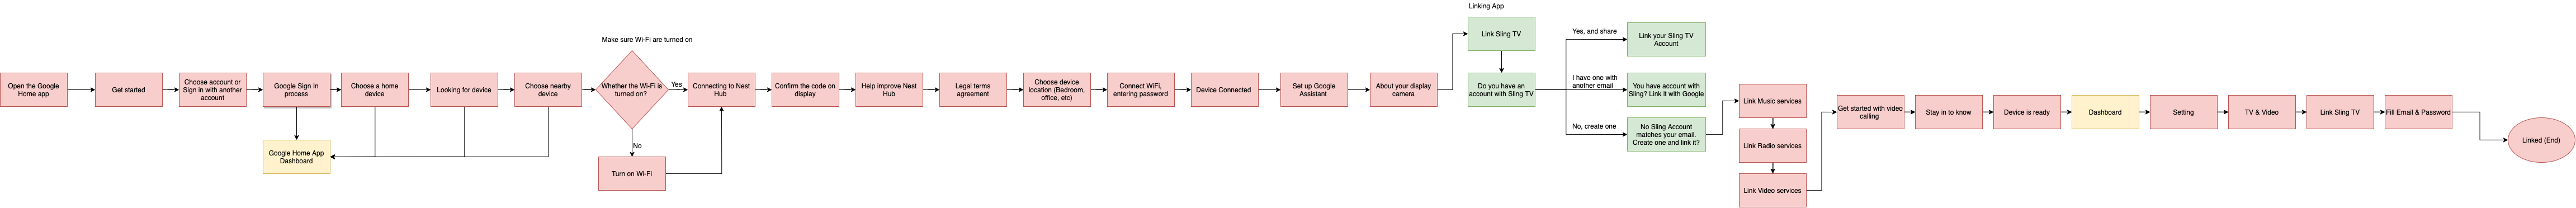 Linking App
Link Sling TV
Yes, and share
Link your Sling TV
Account
Make sure Wi-Fi are turned on
Open the Google
Home app
Get started
Choose account or
Sign in with another
account
Google Sign In
process
Choose a home
device
Looking for device
Choose nearby
device
Whether the Wi-Fi is
turned on?
Yes
Connecting to Nest
Hub
Confirm the code on
display
Help improve Nest
Hub
Legal terms
agreement
Choose device
location (Bedroom,
office, etc)
Connect WiFi,
entering password
Device Connected
Set up Google
Assistant
About your display
camera
Do you have an
account with Sling TV
I have one with
another email
You have account with
Sling? Link it with Google
No, create one
No Sling Account
matches your email.
Create one and link it?
Link Music services
Link Radio services
Link Video services
Get started with video
calling
Stay in to know
Device is ready
Dashboard
Setting
TV & Video
Link Sling TV
Fill Email & Password
Linked (End)
Google Home App
Dashboard
No
Turn on Wi-Fi